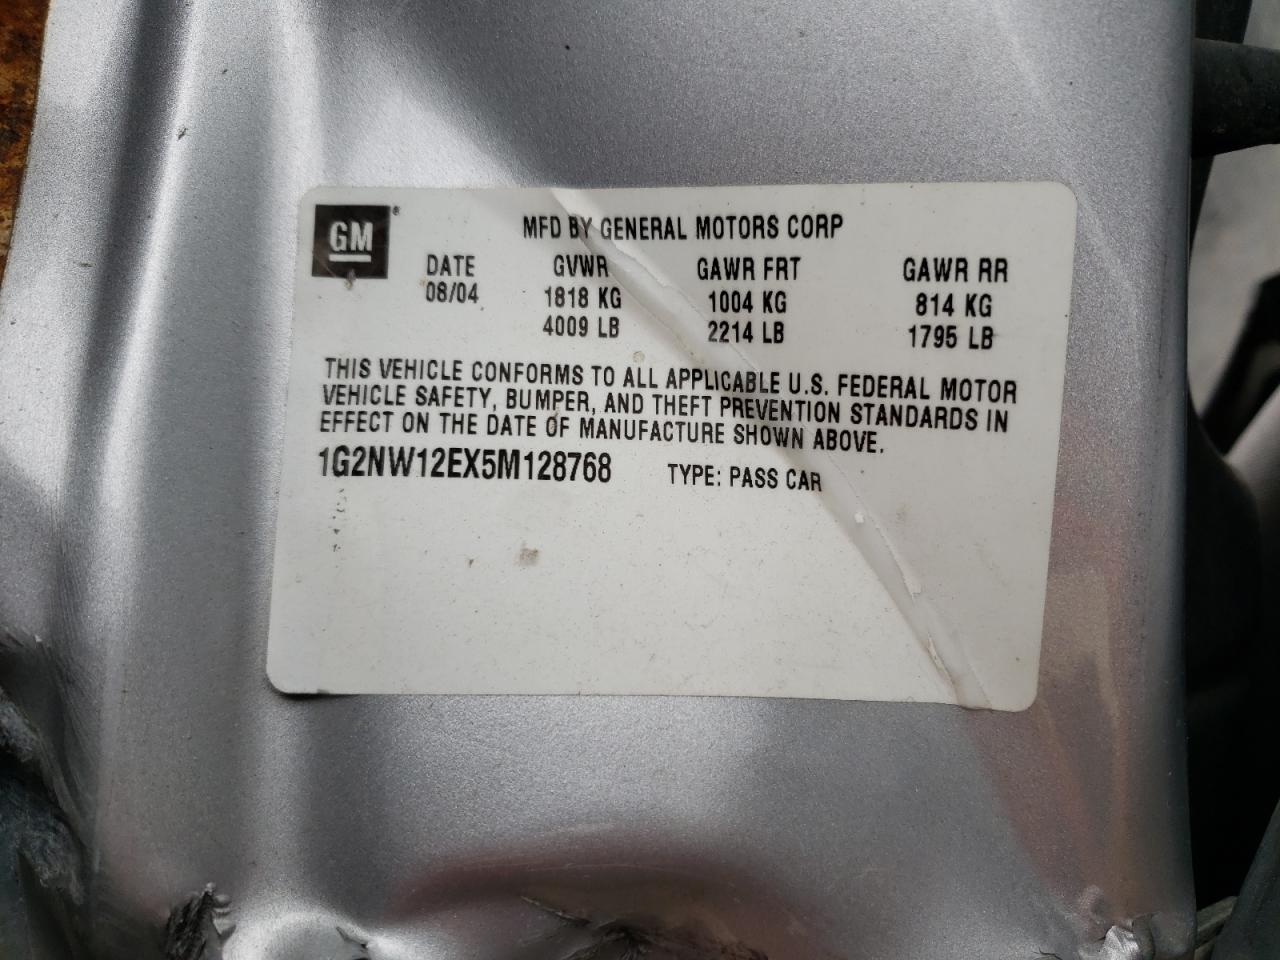 GM®
MFD BY GENERAL MOTORS CORP
DATE GVWR GAWR FRT GAWR RR
08/04 1818 KG 1004 KG 814 KG
4009 LB 2214 LB 1795 LB
THIS VEHICLE CONFORMS TO ALL APPLICABLE U.S. FEDERAL MOTOR
VEHICLE SAFETY, BUMPER, AND THEFT PREVENTION STANDARDS IN
EFFECT ON THE DATE OF MANUFACTURE SHOWN ABOVE.
1G2NW12EX5M128768 TYPE: PASS CAR